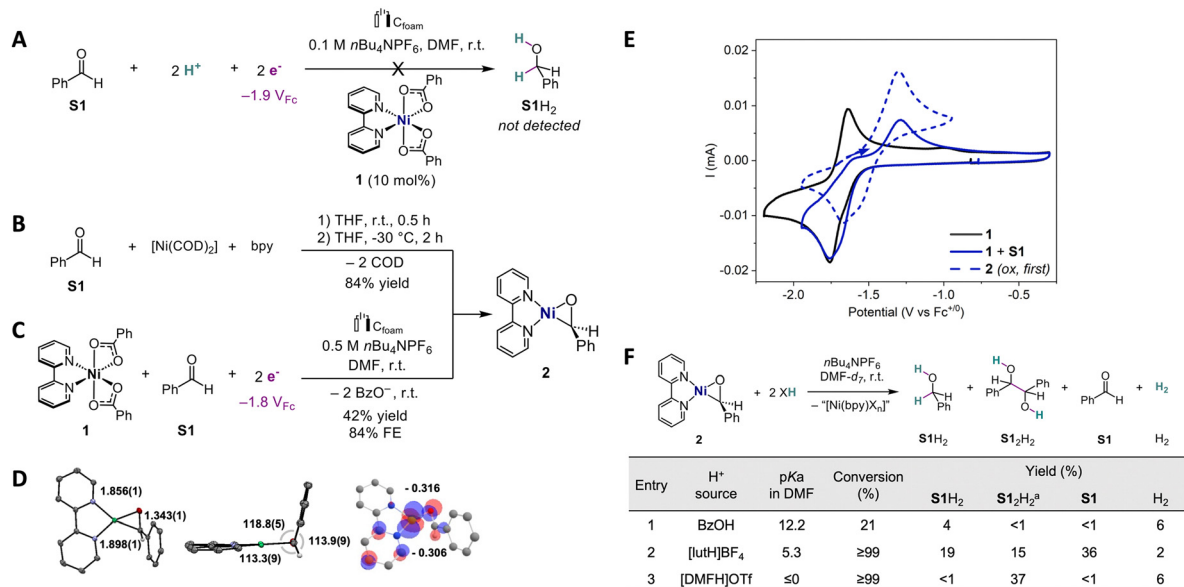 A
O
Ph
H
S1
+
2 H+
+
2 e-
–1.9 VFc
Cfoam
0.1 M nBu4NPF6, DMF, r.t.
X
N
N
Ni
O
O
O
O
Ph
Ph
1 (10 mol%)
H
O
H
H
Ph
S1H2
not detected
B
O
Ph
H
S1
+
[Ni(COD)2]
+
bpy
1) THF, r.t., 0.5 h
2) THF, -30 °C, 2 h
– 2 COD
84% yield
C
N
N
Ni
O
O
O
O
Ph
Ph
1
+
O
Ph
H
S1
+
2 e-
–1.8 VFc
Cfoam
0.5 M nBu4NPF6
DMF, r.t.
– 2 BzO–, r.t.
42% yield
84% FE
N
N
Ni
O
H
Ph
2
D
1.856(1)
1.343(1)
1.898(1)
118.8(5)
113.9(9)
113.3(9)
- 0.316
- 0.306
E
0.02
0.01
0.00
-0.01
-0.02
I (mA)
1
1 + S1
2 (ox, first)
-2.0
-1.5
-1.0
-0.5
Potential (V vs Fc+/0)
F
N
N
Ni
O
H
Ph
2
+ 2 XH
nBu4NPF6
DMF-d7, r.t.
– “[Ni(bpy)Xn]”
H
O
H
H
Ph
S1H2
+
HO
H
Ph
Ph
H
O
H
S12H2
+
O
Ph
H
S1
+
H2
H2
Entry
H+
source
pKa
in DMF
Conversion
(%)
Yield (%)
S1H2 S12H2a S1 H2
1 BzOH 12.2 21 4 <1 <1 6
2 [lutH]BF4 5.3 ≥99 19 15 36 2
3 [DMFH]OTf ≤0 ≥99 <1 37 <1 6